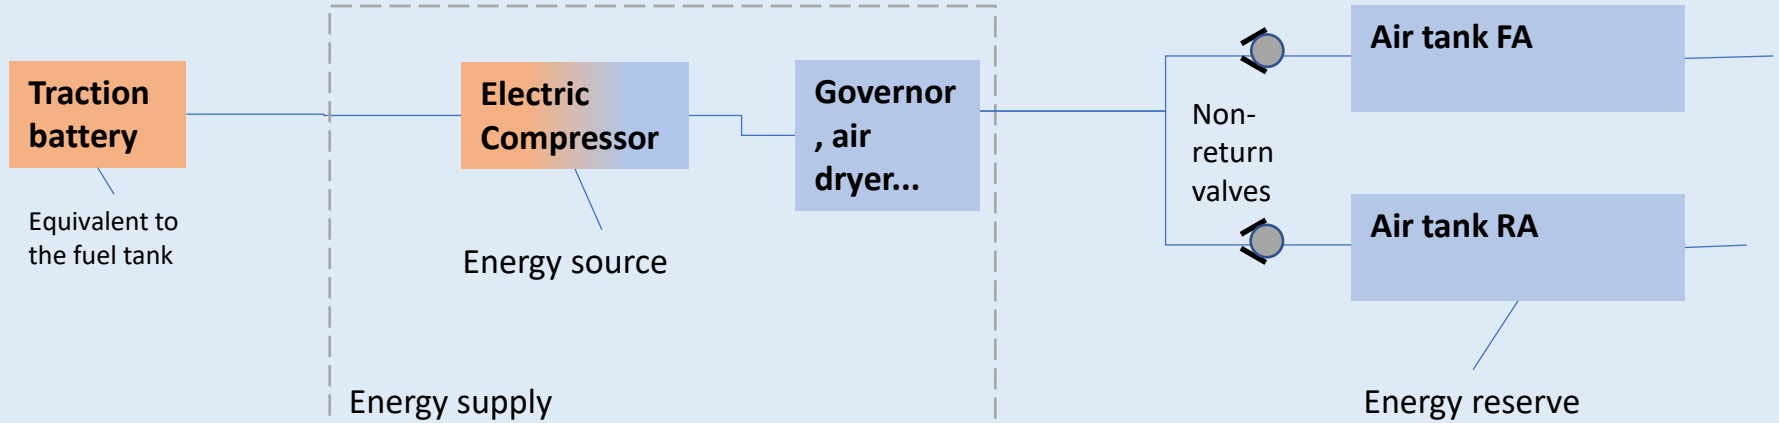 Traction
battery
Equivalent to
the fuel tank
Electric
Compressor
Energy source
Governor
, air
dryer...
Energy supply
Non-
return
valves
Air tank FA
Air tank RA
Energy reserve